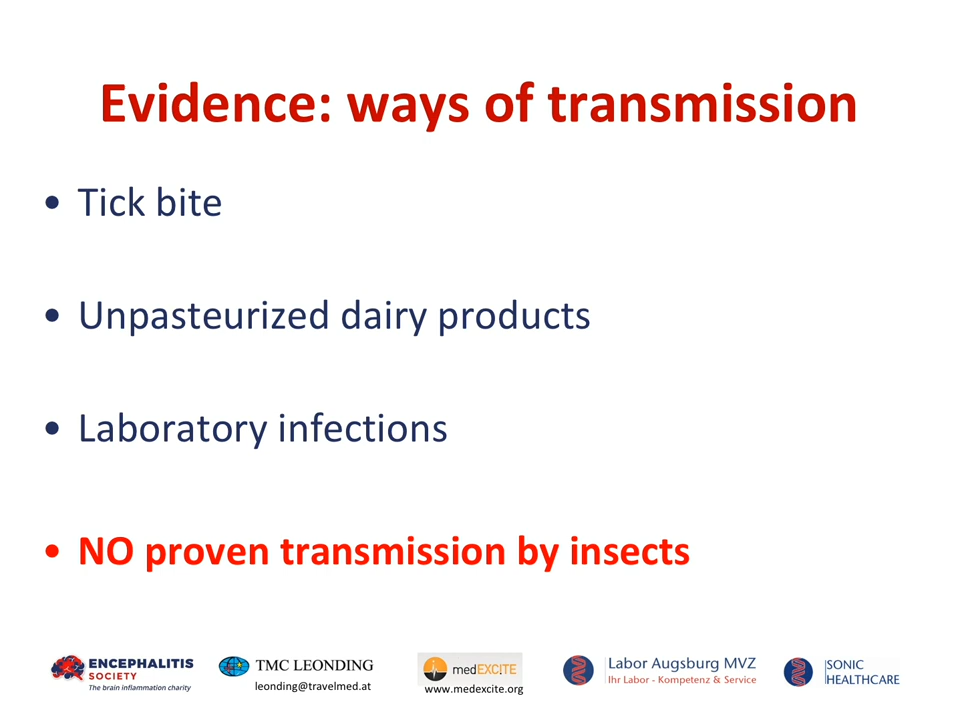 Evidence: ways of transmission
• Tick bite
• Unpasteurized dairy products
• Laboratory infections
• NO proven transmission by insects
ENCEPHALITIS
SOCIETY
The brain inflammation charity
TMC LEONDING
leonding@travelmed.at
medEXCITE
www.medexcite.org
Labor Augsburg MVZ
Ihr Labor - Kompetenz & Service
SONIC
HEALTHCARE